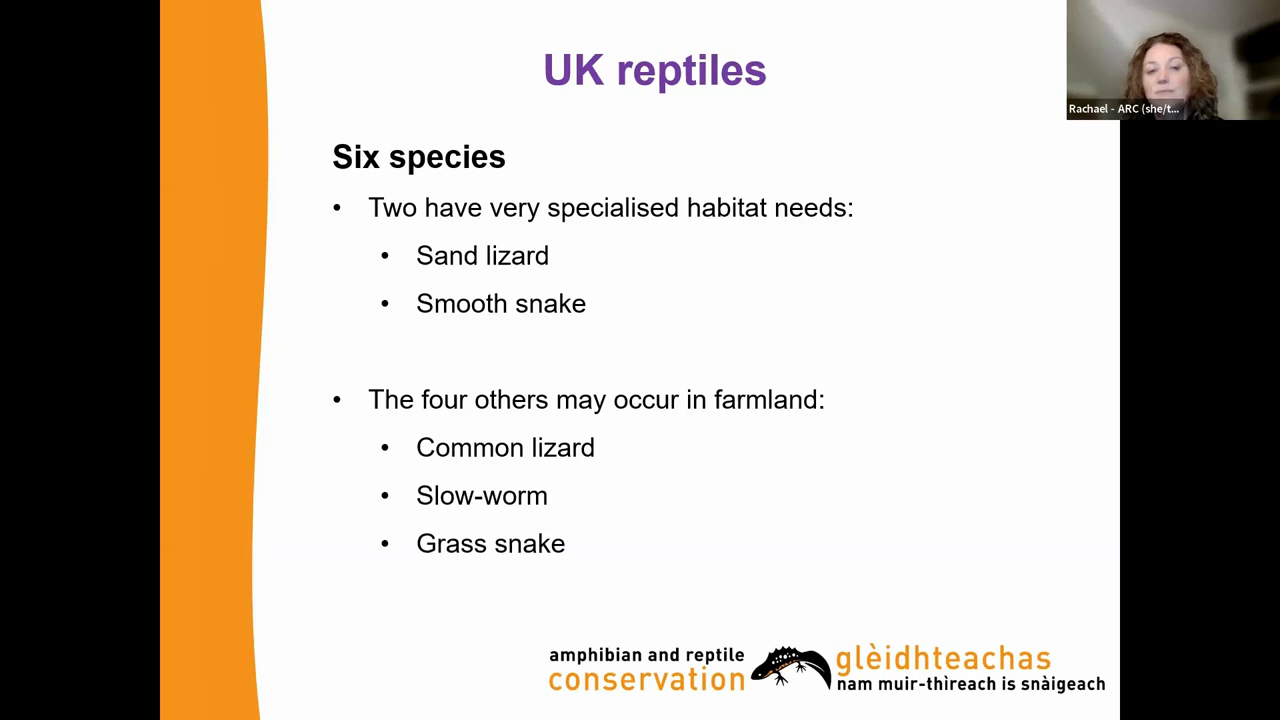 UK reptiles
Rachael - ARC (she/t...
Six species
• Two have very specialised habitat needs:
• Sand lizard
• Smooth snake
• The four others may occur in farmland:
• Common lizard
• Slow-worm
• Grass snake
amphibian and reptile
conservation
glèidhteachas
nam muir-thìreach is snàigeach